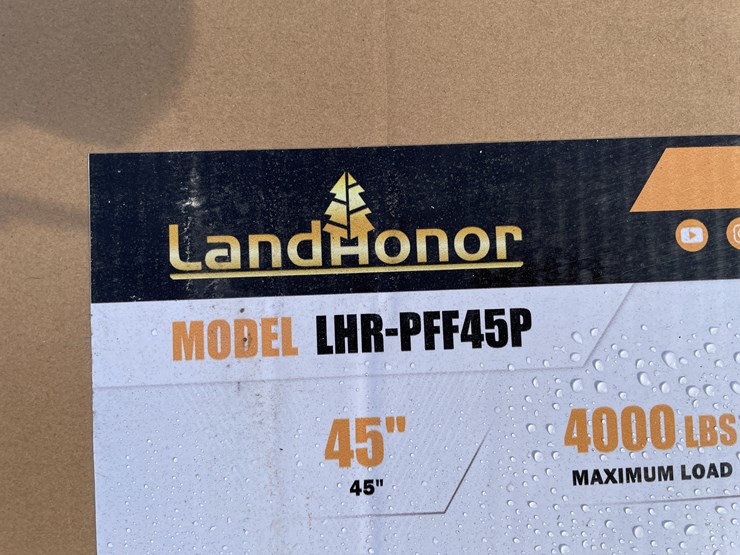 LandHonor
MODEL LHR-PFF45P
45" 4000 LBS
45" MAXIMUM LOAD